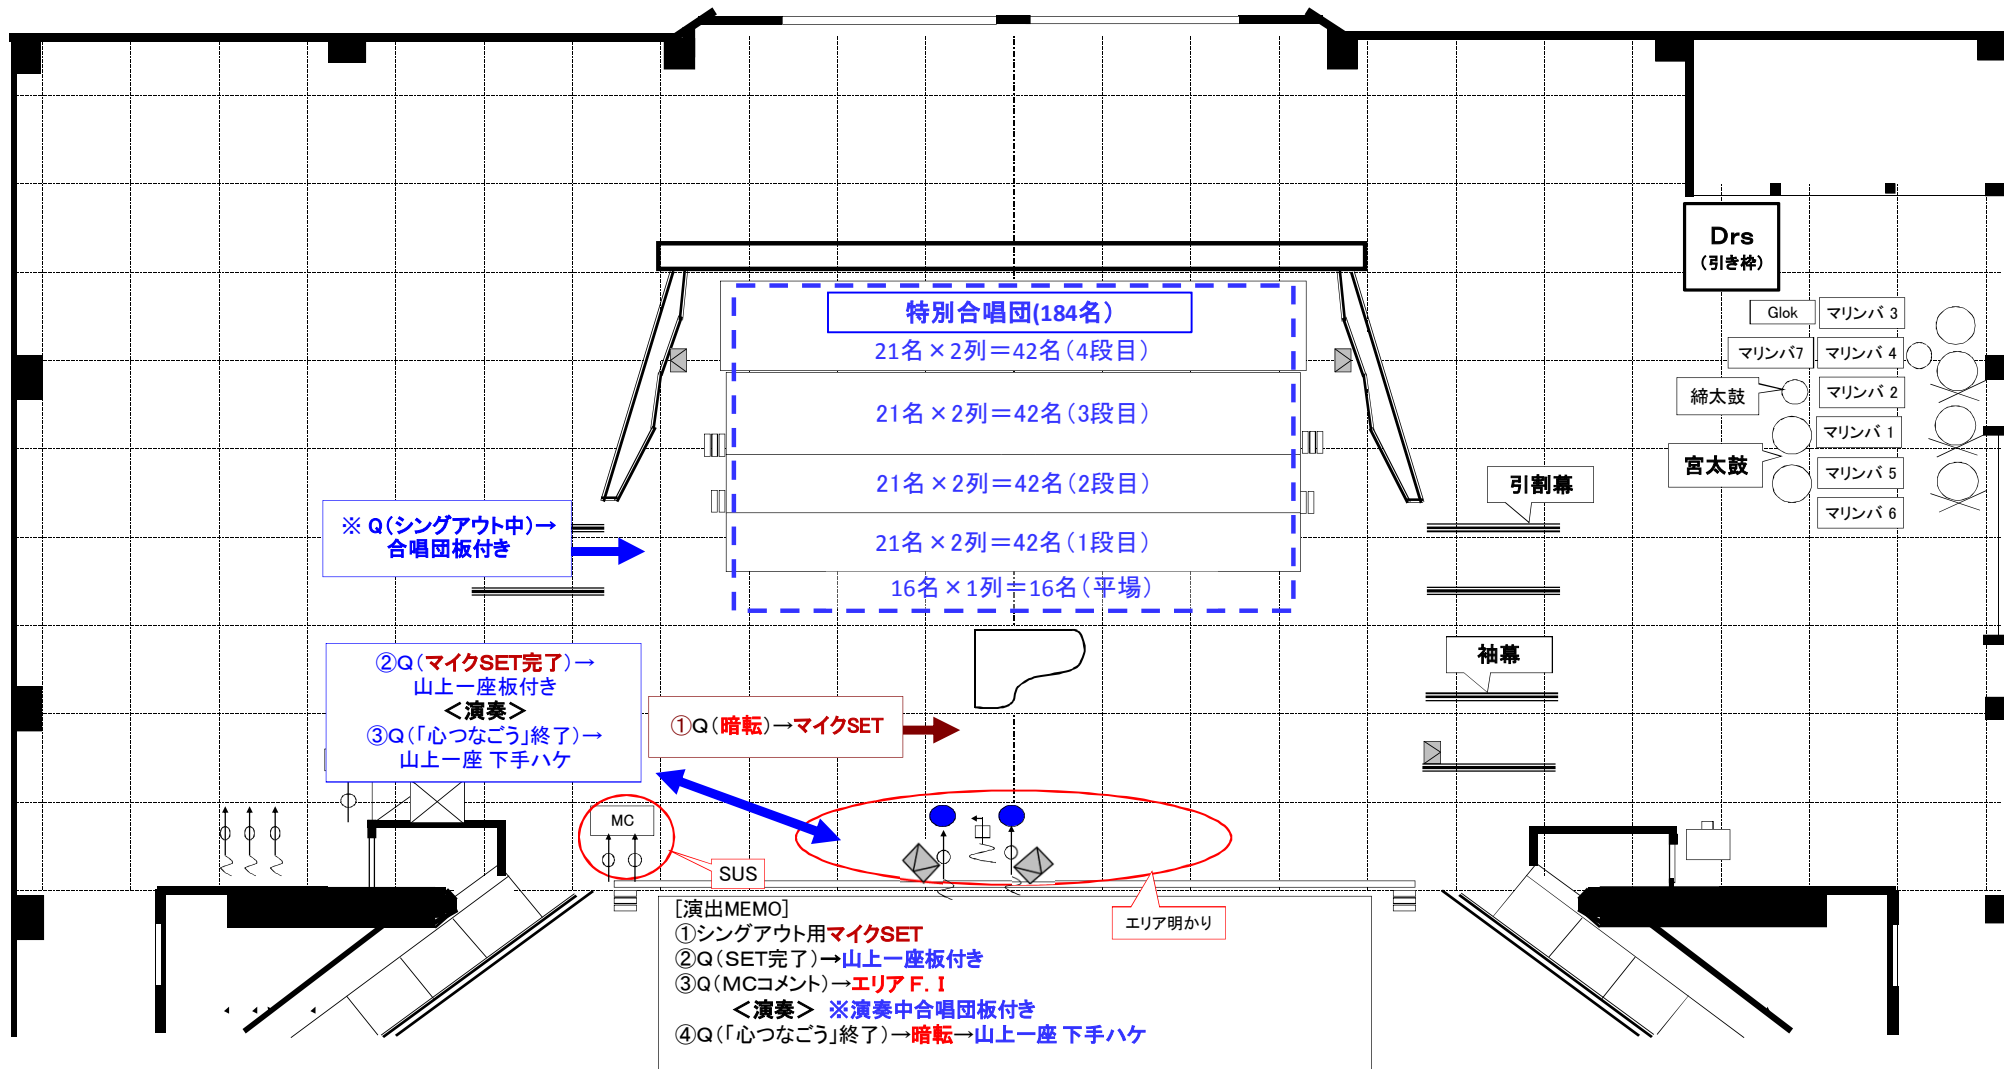 Drs
(引き枠)
特別合唱団(184名)
21名×2列＝42名(4段目)
21名×2列＝42名(3段目)
21名×2列＝42名(2段目)
21名×2列＝42名(1段目)
16名×1列＝16名(平場)
Glok
マリンバ 3
マリンバ7
マリンバ 4
締太鼓
マリンバ 2
マリンバ 1
宮太鼓
マリンバ 5
マリンバ 6
引割幕
袖幕
※ Q(シングアウト中)→
合唱団板付き
②Q(マイクSET完了)→
山上一座板付き
＜演奏＞
③Q(「心つなごう」終了)→
山上一座 下手ハケ
①Q(暗転)→マイクSET
MC
SUS
エリア明かり
[演出MEMO]
①シングアウト用マイクSET
②Q(SET完了)→山上一座板付き
③Q(MCコメント)→エリア F. I
＜演奏＞ ※演奏中合唱団板付き
④Q(「心つなごう」終了)→暗転→山上一座 下手ハケ